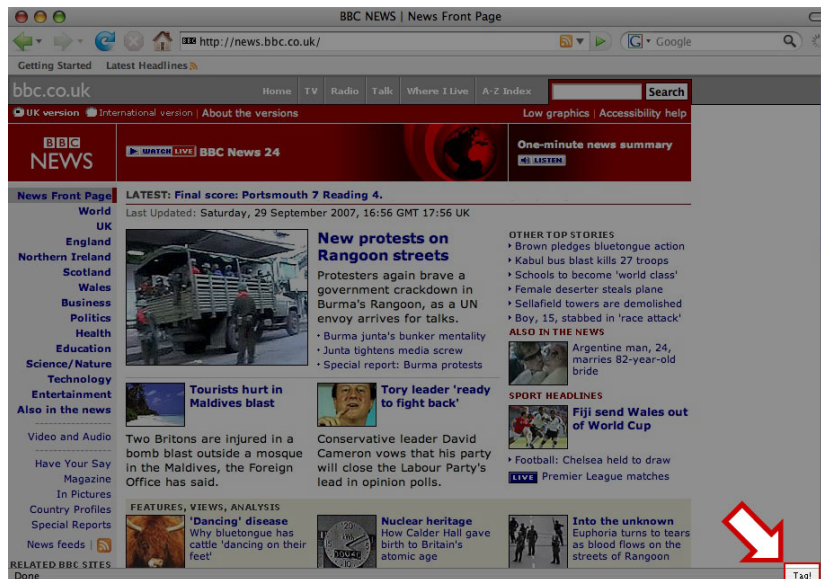 BBC NEWS | News Front Page
http://news.bbc.co.uk/
Google
Getting Started Latest Headlines
bbc.co.uk
Home TV Radio Talk Where I Live A-Z Index
Search
UK version International version | About the versions
Low graphics | Accessibility help
BBC
NEWS
WATCH LIVE BBC News 24
One-minute news summary
LISTEN
News Front Page
World
UK
England
Northern Ireland
Scotland
Wales
Business
Politics
Health
Education
Science/Nature
Technology
Entertainment
Also in the news
Video and Audio
Have Your Say
Magazine
In Pictures
Country Profiles
Special Reports
News feeds
RELATED BBC SITES
LATEST: Final score: Portsmouth 7 Reading 4.
Last Updated: Saturday, 29 September 2007, 16:56 GMT 17:56 UK
New protests on
Rangoon streets
Protesters again brave a
government crackdown in
Burma's Rangoon, as a UN
envoy arrives for talks.
Burma junta's bunker mentality
Junta tightens media screw
Special report: Burma protests
Tourists hurt in
Maldives blast
Two Britons are injured in a
bomb blast outside a mosque
in the Maldives, the Foreign
Office has said.
Tory leader 'ready
to fight back'
Conservative leader David
Cameron vows that his party
will close the Labour Party's
lead in opinion polls.
OTHER TOP STORIES
Brown pledges bluetongue action
Kabul bus blast kills 27 troops
Schools to become 'world class'
Female deserter steals plane
Sellafield towers are demolished
Boy, 15, stabbed in 'race attack'
ALSO IN THE NEWS
Argentine man, 24,
marries 82-year-old
bride
SPORT HEADLINES
Fiji send Wales out
of World Cup
Football: Chelsea held to draw
LIVE Premier League matches
FEATURES, VIEWS, ANALYSIS
'Dancing' disease
Why bluetongue has
cattle 'dancing on their
feet'
Nuclear heritage
How Calder Hall gave
birth to Britain's
atomic age
Into the unknown
Euphoria turns to tears
as blood flows on the
streets of Rangoon
Done
Tag!